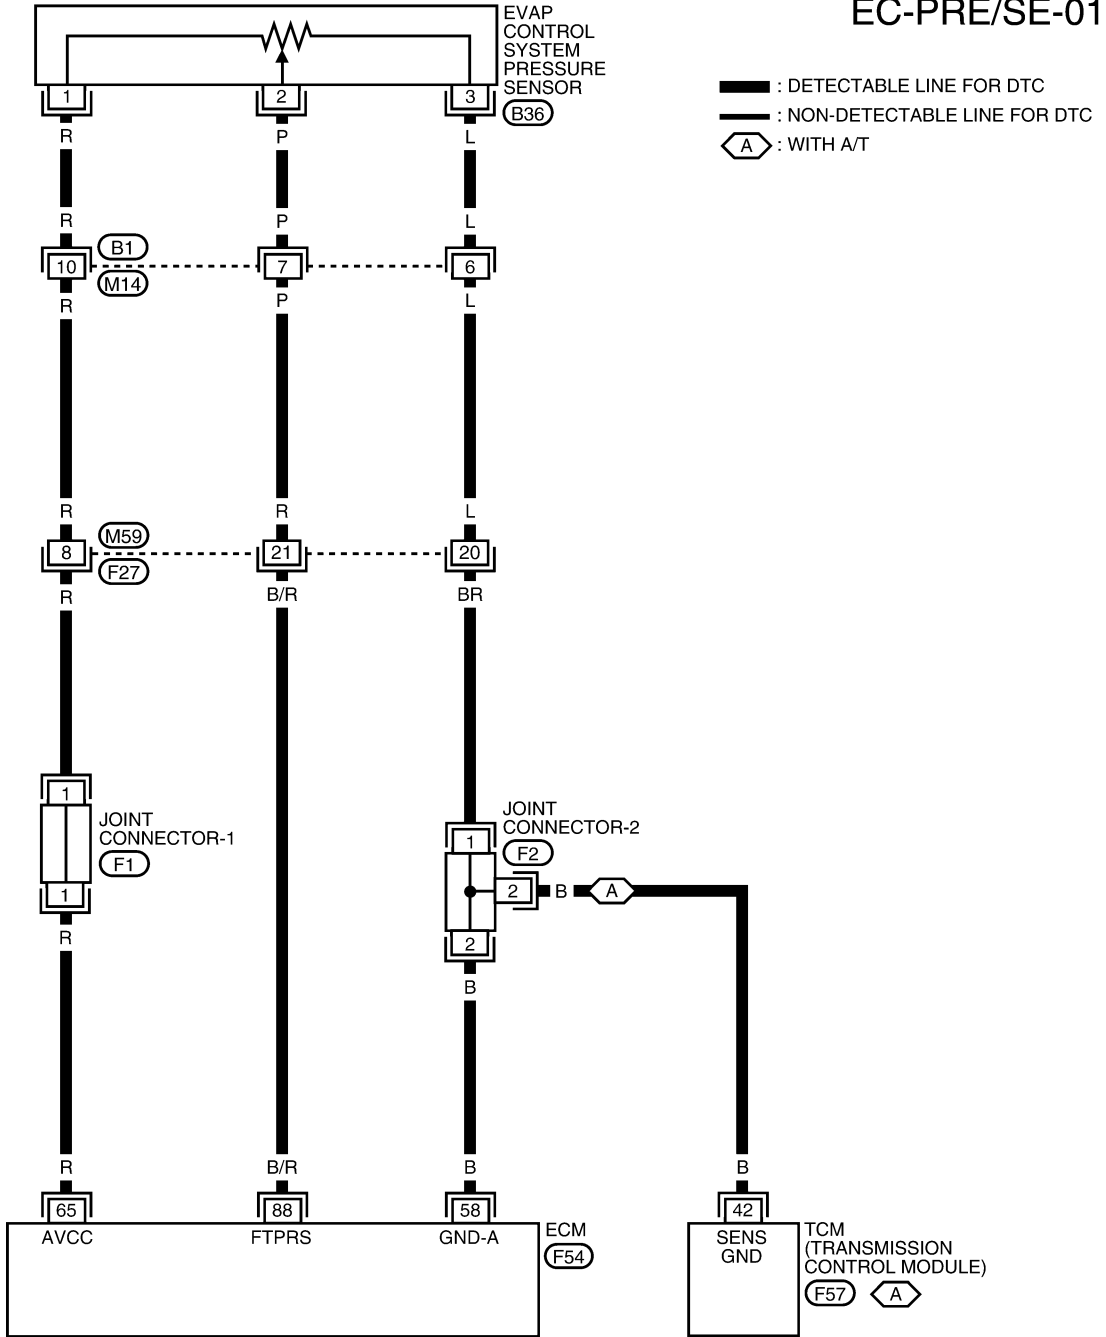 EC-PRE/SE-01
EVAP
CONTROL
SYSTEM
PRESSURE
SENSOR
B36
: DETECTABLE LINE FOR DTC
: NON-DETECTABLE LINE FOR DTC
A : WITH A/T
1 2 3
R P L
R P L
B1
10 7 6
M14
R P L
R R L
M59
8 21 20
F27
R B/R BR
1
JOINT
CONNECTOR-1
F1
1
R
JOINT
CONNECTOR-2
1
F2
2 B A
2
B
R B/R B B
65 88 58 42
AVCC FTPRS GND-A
ECM
F54
SENS
GND
TCM
(TRANSMISSION
CONTROL MODULE)
F57 A